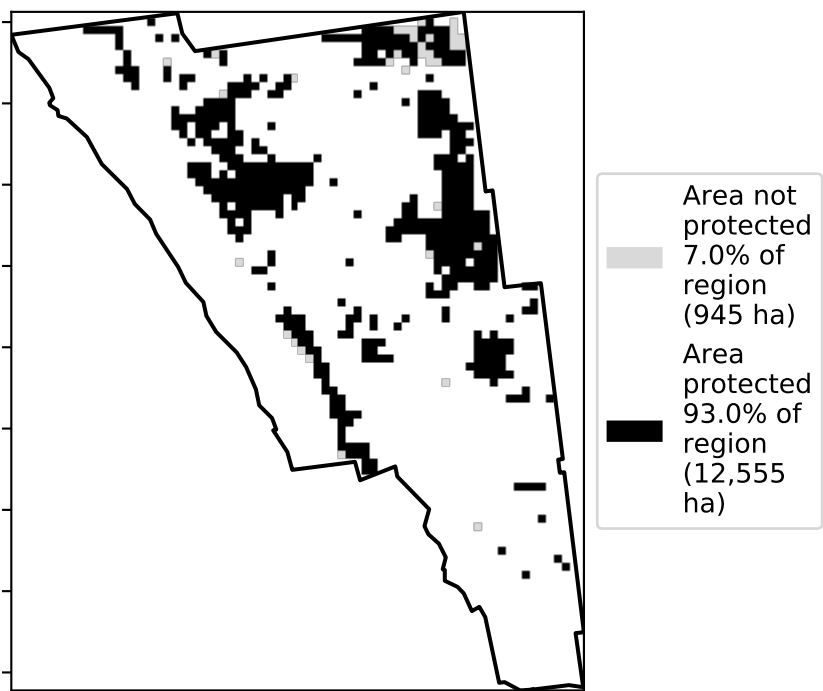 Area not
protected
7.0% of
region
(945 ha)
Area
protected
93.0% of
region
(12,555
ha)